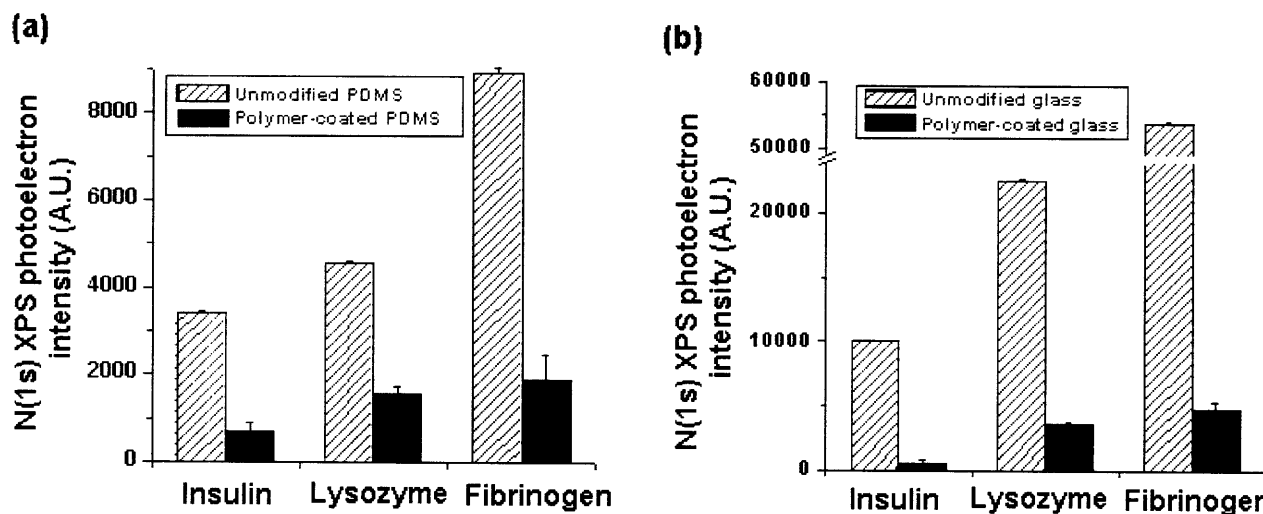 (a)
N(1s) XPS photoelectron
intensity (A.U.)
8000
6000
4000
2000
0
Unmodified PDMS
Polymer-coated PDMS
Insulin Lysozyme Fibrinogen
(b)
N(1s) XPS photoelectron
intensity (A.U.)
60000
50000
20000
10000
0
Unmodified glass
Polymer-coated glass
Insulin Lysozyme Fibrinogen